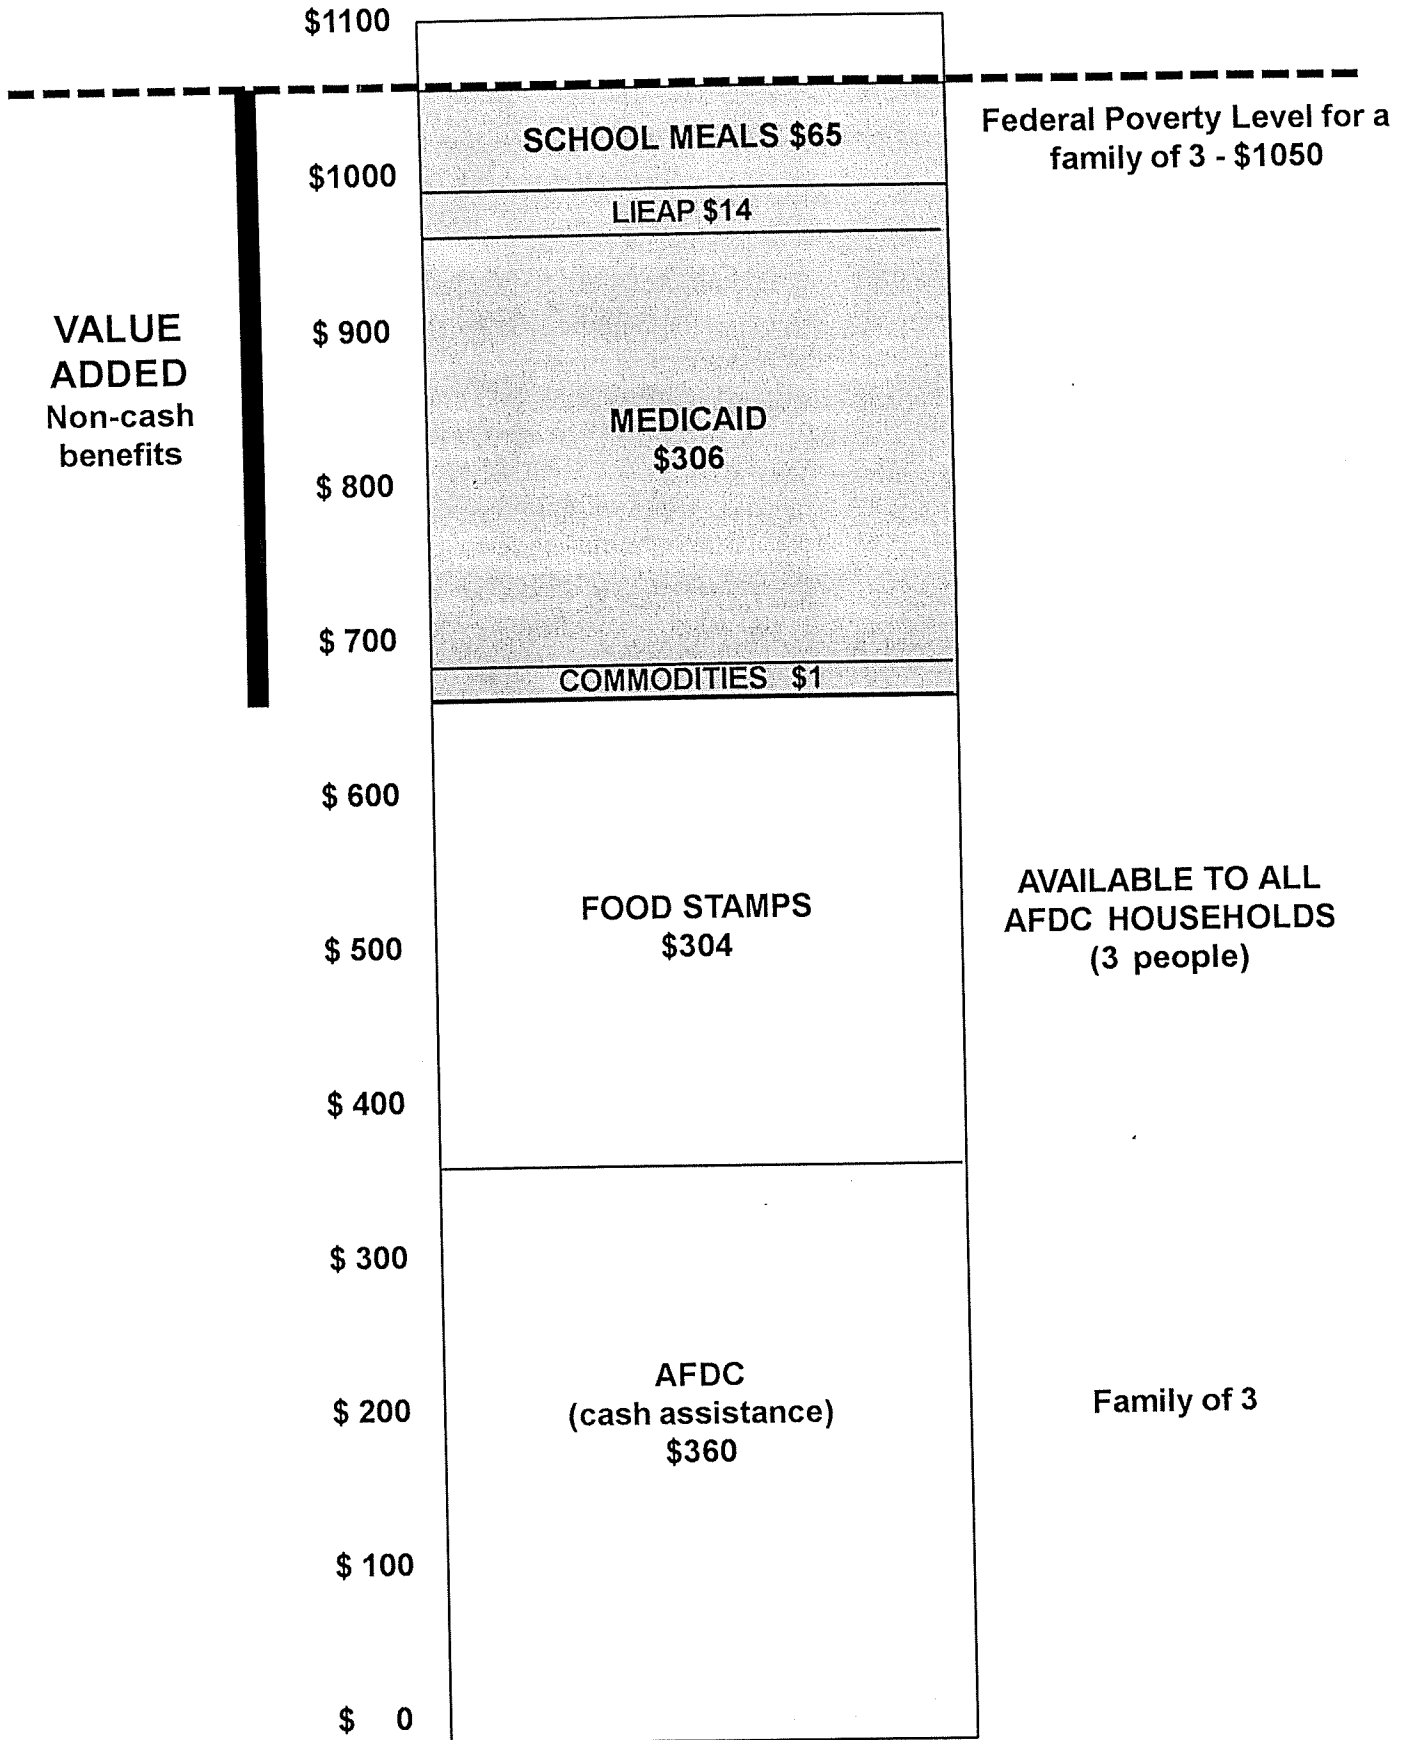 $1100
SCHOOL MEALS $65
Federal Poverty Level for a
family of 3 - $1050
$1000
LIEAP $14
VALUE
ADDED
Non-cash
benefits
$ 900
MEDICAID
$306
$ 800
$ 700
COMMODITIES $1
$ 600
FOOD STAMPS
$304
AVAILABLE TO ALL
AFDC HOUSEHOLDS
(3 people)
$ 500
$ 400
$ 300
AFDC
(cash assistance)
$360
$ 200
Family of 3
$ 100
$ 0